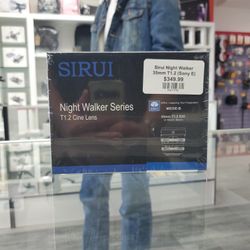 SIRUI
Sirui Night Walker
35mm T1.2 (Sony E)
$349.99
Night Walker Series
T1.2 Cine Lens